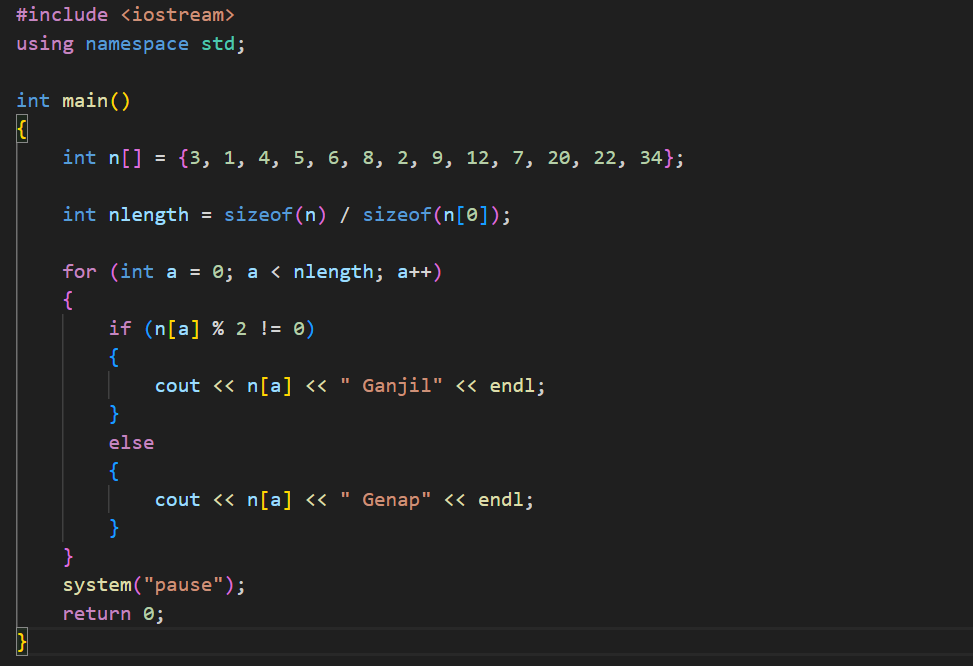 #include <iostream>
using namespace std;
int main()
{
int n[] = {3, 1, 4, 5, 6, 8, 2, 9, 12, 7, 20, 22, 34};
int nlength = sizeof(n) / sizeof(n[0]);
for (int a = 0; a < nlength; a++)
{
if (n[a] % 2 != 0)
{
cout << n[a] << " Ganjil" << endl;
}
else
{
cout << n[a] << " Genap" << endl;
}
}
system("pause");
return 0;
}